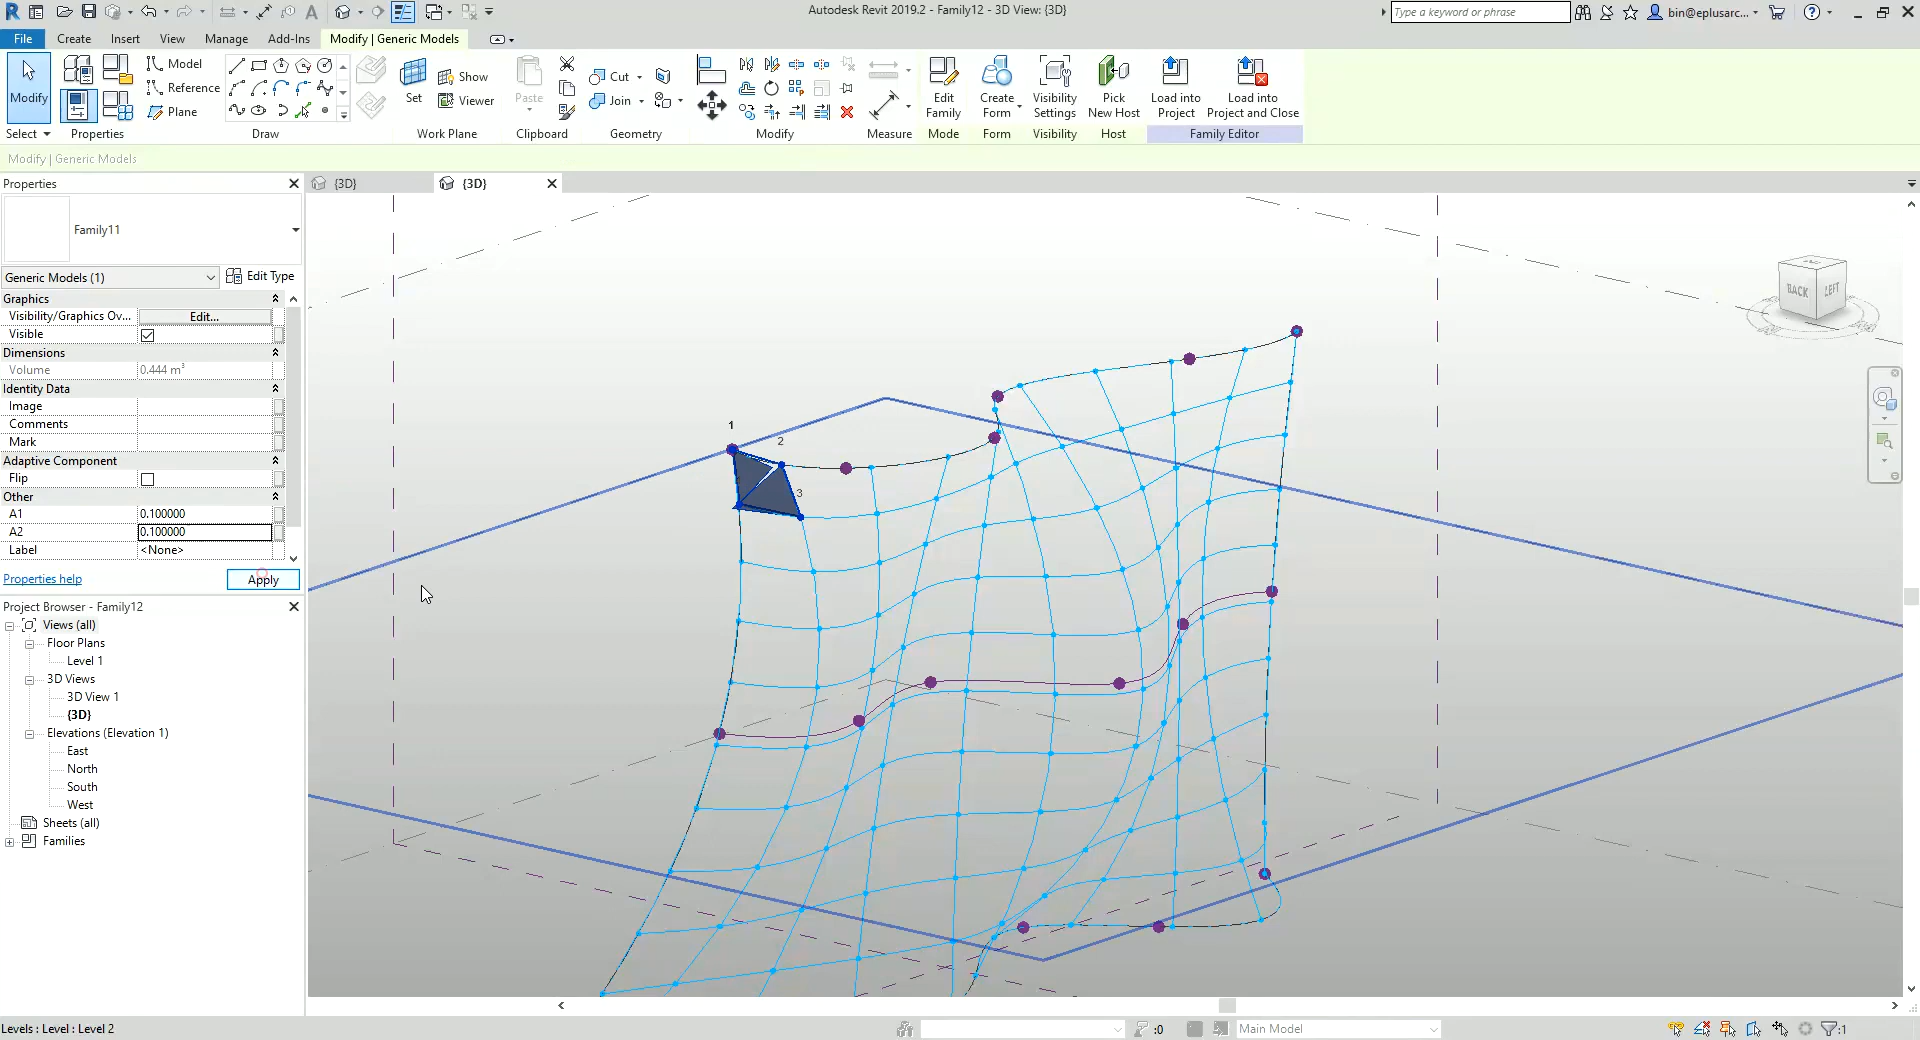 Autodesk Revit 2019.2 - Family12 - 3D View: {3D}
Type a keyword or phrase
bin@eplusarc...
File
Create
Insert
View
Manage
Add-Ins
Modify | Generic Models
Modify
Model
Reference
Plane
Set
Show
Viewer
Paste
Cut
Join
Edit
Family
Create
Form
Visibility
Settings
Pick
New Host
Load into
Project
Load into
Project and Close
Select
Properties
Draw
Work Plane
Clipboard
Geometry
Modify
Measure
Mode
Form
Visibility
Host
Family Editor
Modify | Generic Models
Properties
{3D}
{3D}
Family11
Generic Models (1)
Edit Type
Graphics
Visibility/Graphics Ov...
Edit...
Visible
Dimensions
Volume
0.444 m³
Identity Data
Image
Comments
Mark
Adaptive Component
Flip
Other
A1
0.100000
A2
0.100000
Label
<None>
Properties help
Apply
Project Browser - Family12
Views (all)
Floor Plans
Level 1
3D Views
3D View 1
{3D}
Elevations (Elevation 1)
East
North
South
West
Sheets (all)
Families
1
2
3
BACK
LEFT
Levels : Level : Level 2
:0
Main Model
:1